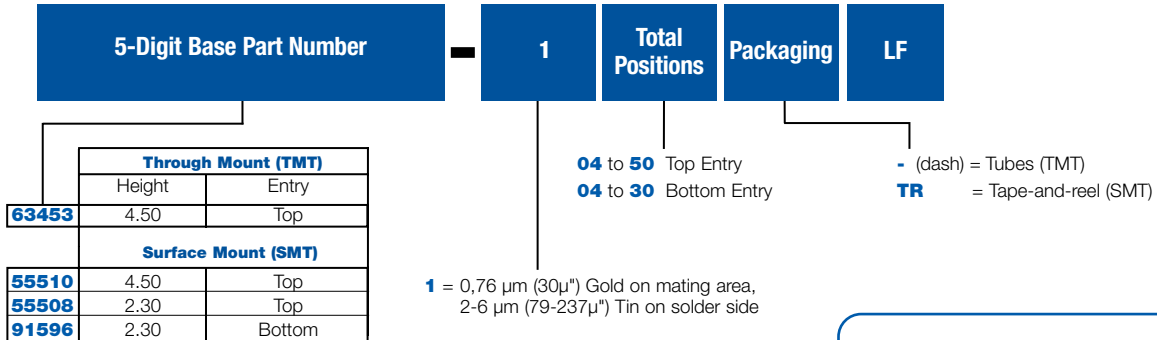 5-Digit Base Part Number - 1 Total Positions Packaging LF
Through Mount (TMT)
Height Entry
63453 4.50 Top
Surface Mount (SMT)
55510 4.50 Top
55508 2.30 Top
91596 2.30 Bottom
1 = 0,76 µm (30µ") Gold on mating area,
2-6 µm (79-237µ") Tin on solder side
04 to 50 Top Entry
04 to 30 Bottom Entry
- (dash) = Tubes (TMT)
TR = Tape-and-reel (SMT)